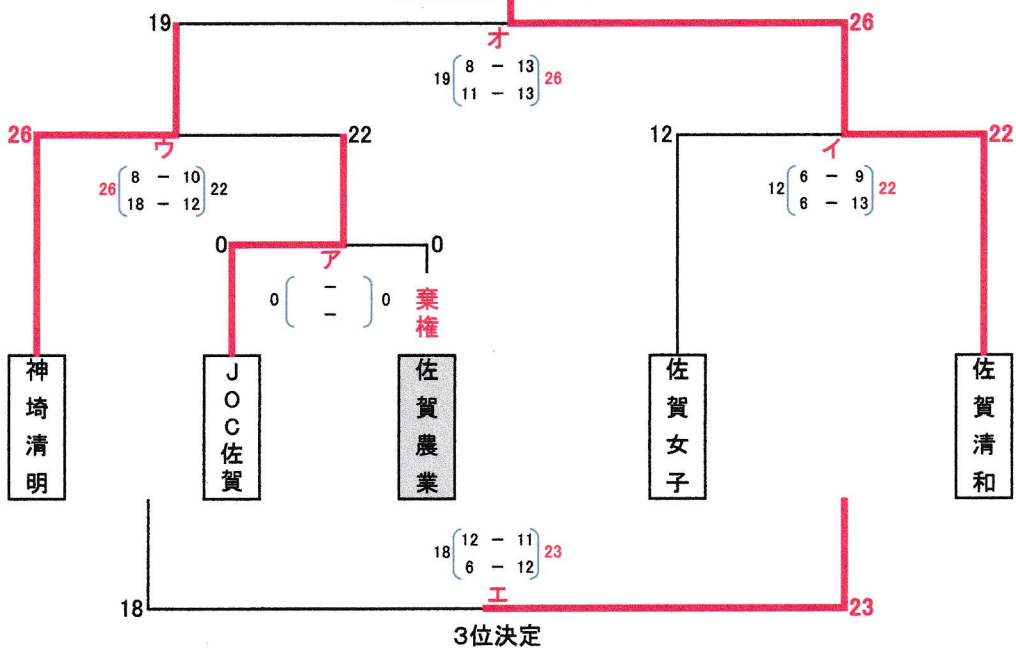 19
26
オ
19 8 － 13 26
11 － 13
26
22
ウ
26 8 － 10 22
18 － 12
12
22
イ
12 6 － 9 22
6 － 13
0
0
ア
0 － 0
－
棄権
神埼清明
JOC佐賀
佐賀農業
佐賀女子
佐賀清和
18 12 － 11 23
6 － 12
エ
18
23
3位決定